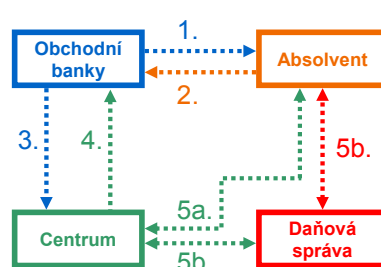 1.
Obchodní
banky
Absolvent
2.
3.
4.
5b.
5a.
Centrum
Daňová
správa
5b